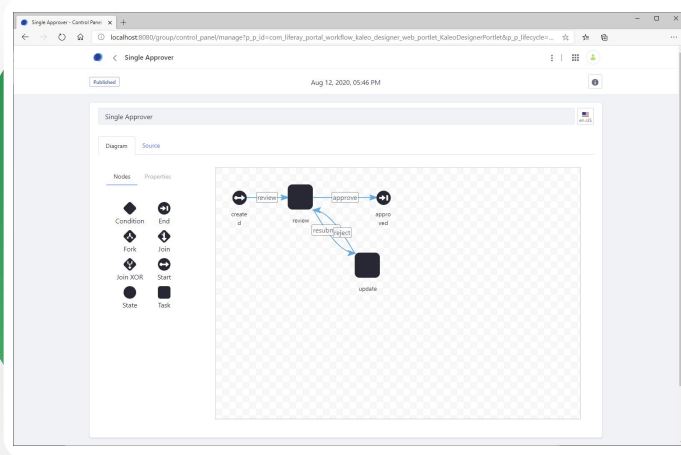 Single Approver - Control Panel
localhost:8080/group/control_panel/manage?p_p_id=com_liferay_portal_workflow_kaleo_designer_web_portlet_KaleoDesignerPortlet&p_p_lifecycle=...
Single Approver
Published
Aug 12, 2020, 05:46 PM
Single Approver
en-US
Diagram Source
Nodes Properties
Condition End
Fork Join
Join XOR Start
State Task
review approve
create
d
review
appro
ved
resubm reject
update